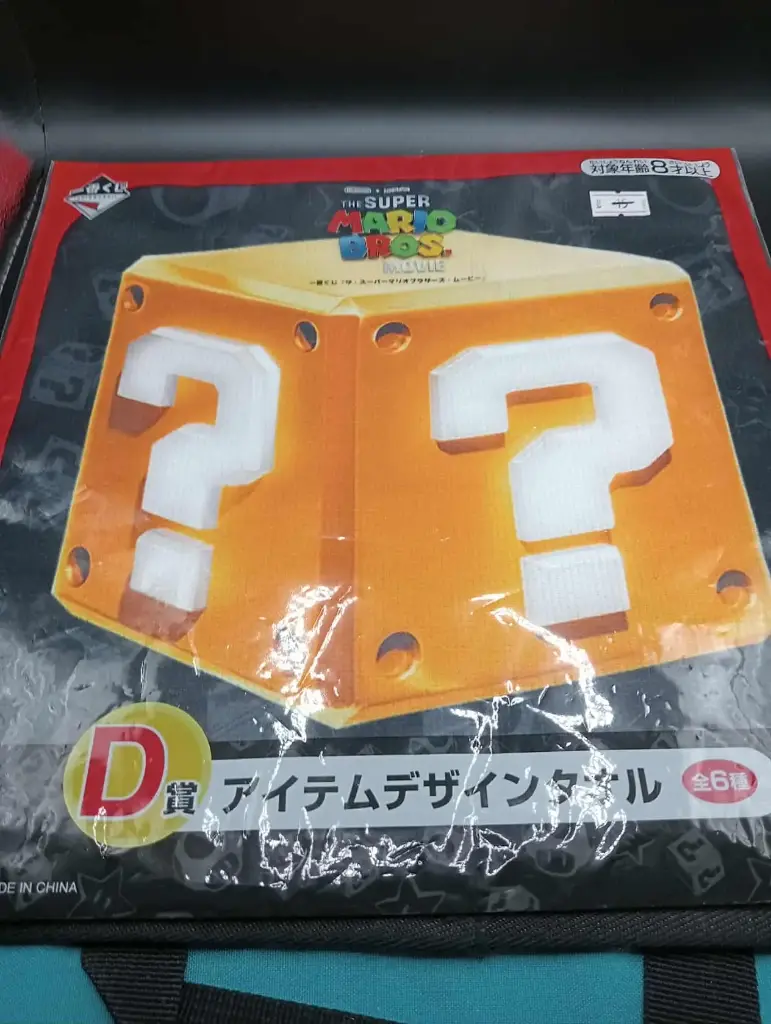 一番くじ
対象年齢8才以上
15
THE SUPER
MARIO
BROS.
MOVIE
一番くじ ザ・スーパーマリオブラザーズ・ムービー
?
?
D賞
アイテムデザインタオル
全6種
DE IN CHINA